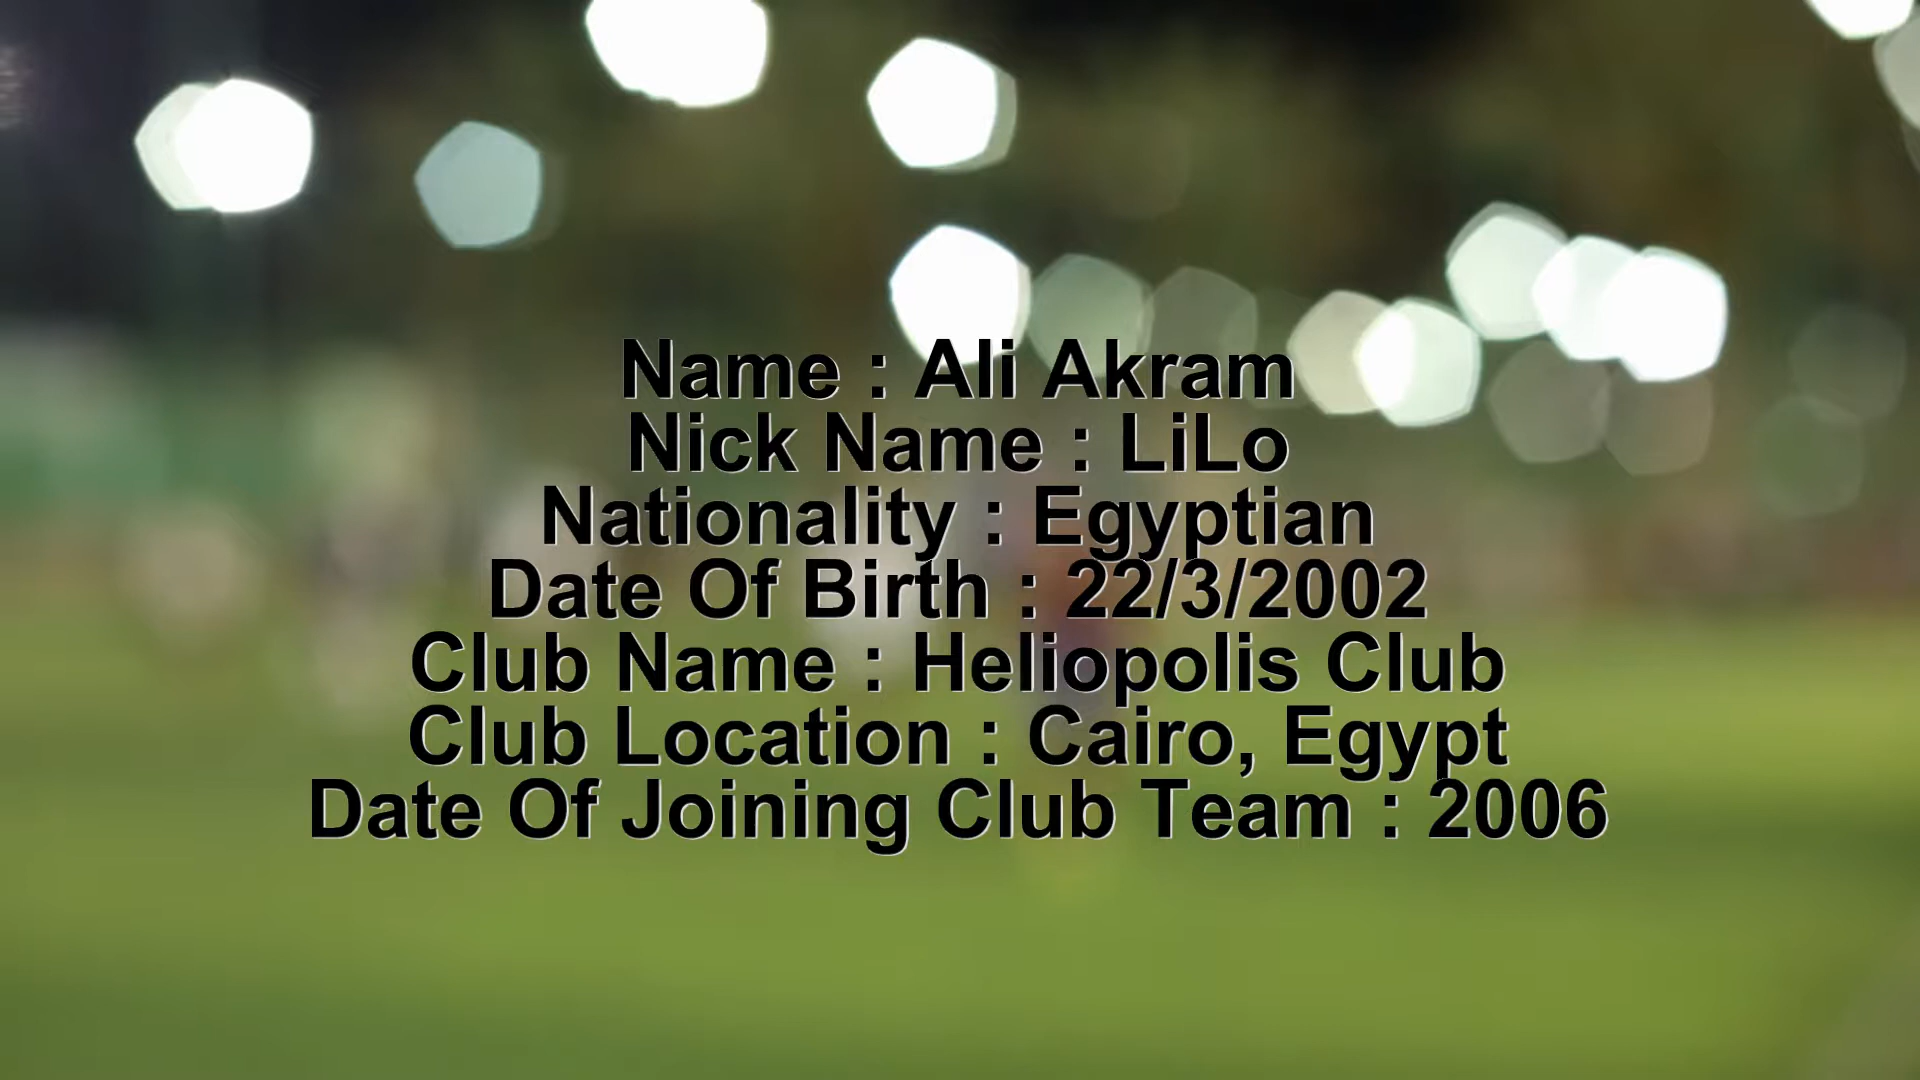 Name : Ali Akram
Nick Name : LiLo
Nationality : Egyptian
Date Of Birth : 22/3/2002
Club Name : Heliopolis Club
Club Location : Cairo, Egypt
Date Of Joining Club Team : 2006